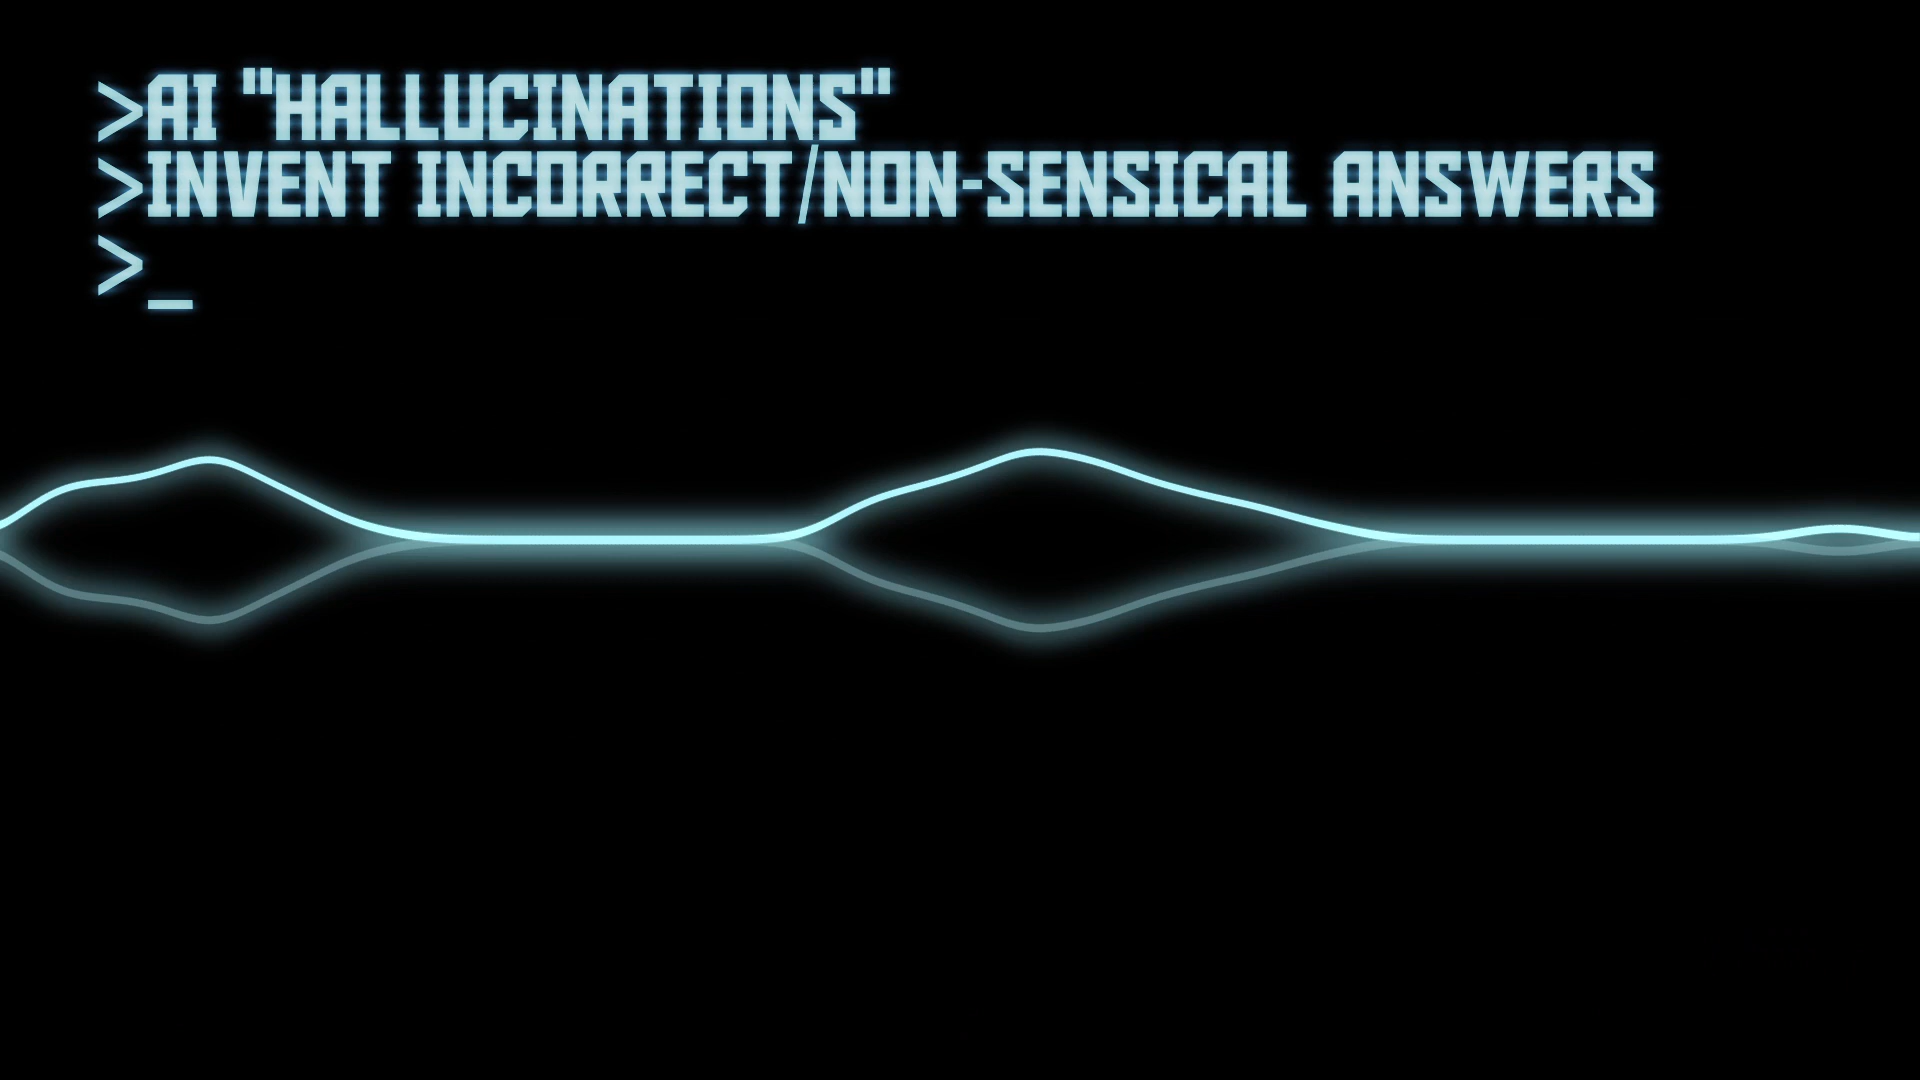 >AI "HALLUCINATIONS"
>INVENT INCORRECT/NON-SENSICAL ANSWERS
>_